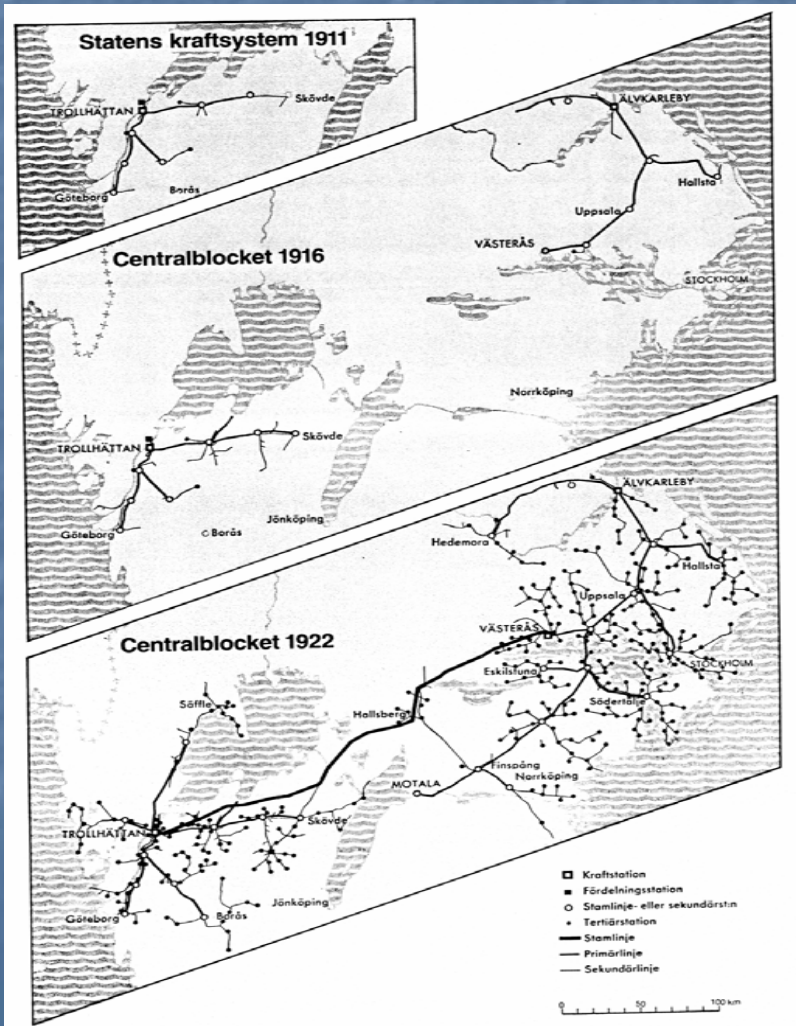 Statens kraftsystem 1911
TROLLHÄTTAN
Skövde
Göteborg
Borås
Centralblocket 1916
ÄLVKARLEBY
Hallsta
Uppsala
VÄSTERÅS
STOCKHOLM
Norrköping
TROLLHÄTTAN
Skövde
Göteborg
Borås
Jönköping
Centralblocket 1922
ÄLVKARLEBY
Hedemora
Hallsta
Uppsala
VÄSTERÅS
STOCKHOLM
Eskilstuna
Södertälje
Säffle
Hallsberg
Finspång
Norrköping
MOTALA
TROLLHÄTTAN
Skövde
Göteborg
Borås
Jönköping
Kraftstation
Fördelningsstation
Stamlinje- eller sekundärst:n
Tertiärstation
Stamlinje
Primärlinje
Sekundärlinje
0 50 100 km